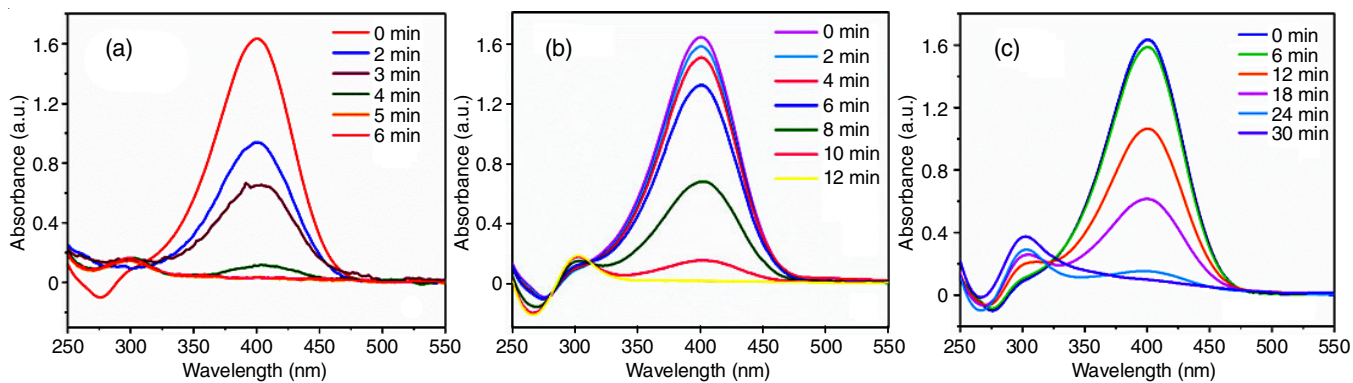 (a)
0 min
2 min
3 min
4 min
5 min
6 min
1.6
1.2
0.8
0.4
0
Absorbance (a.u.)
250 300 350 400 450 500 550
Wavelength (nm)
(b)
0 min
2 min
4 min
6 min
8 min
10 min
12 min
1.6
1.2
0.8
0.4
0
Absorbance (a.u.)
250 300 350 400 450 500 550
Wavelength (nm)
(c)
0 min
6 min
12 min
18 min
24 min
30 min
1.6
1.2
0.8
0.4
0
Absorbance (a.u.)
250 300 350 400 450 500 550
Wavelength (nm)